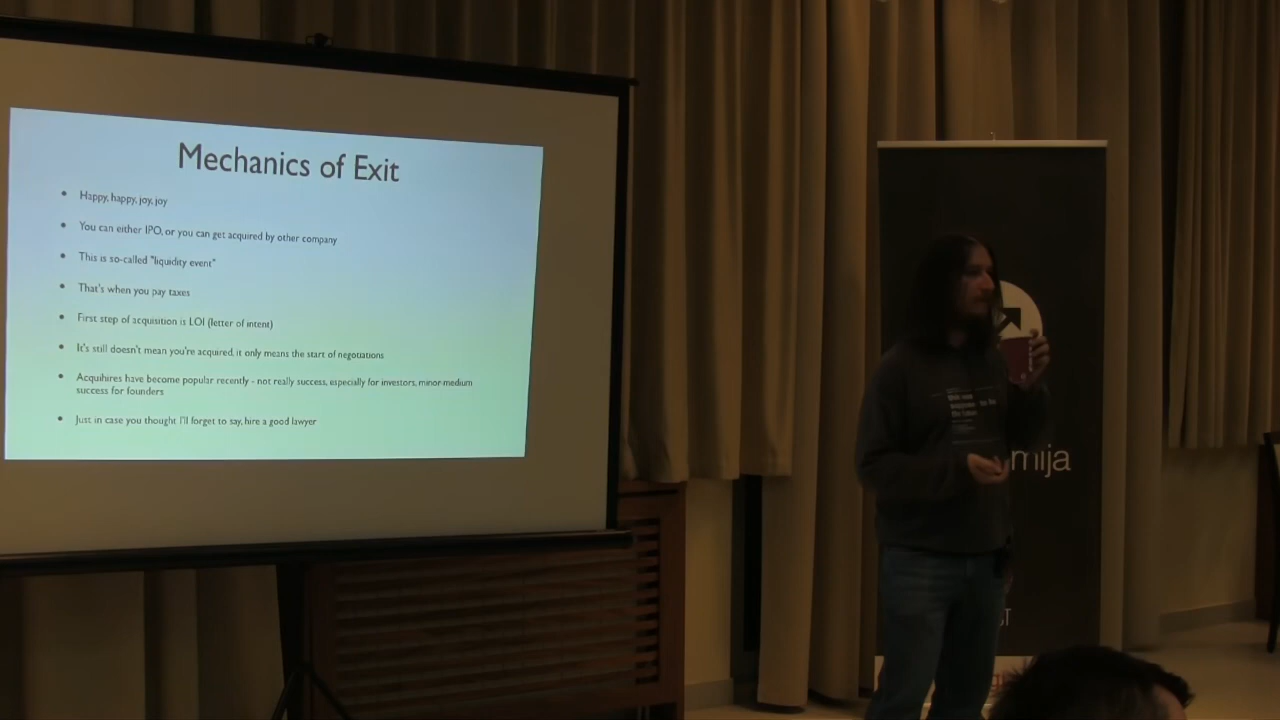 Mechanics of Exit
Happy, happy, joy, joy
You can either IPO, or you can get acquired by other company
This is so-called "liquidity event"
That's when you pay taxes
First step of acquisition is LOI (letter of intent)
It's still doesn't mean you're acquired, it only means the start of negotiations
Acquihires have become popular recently - not really success, especially for investors, minor-medium
success for founders
Just in case you thought I'll forget to say, hire a good lawyer
mija
ST